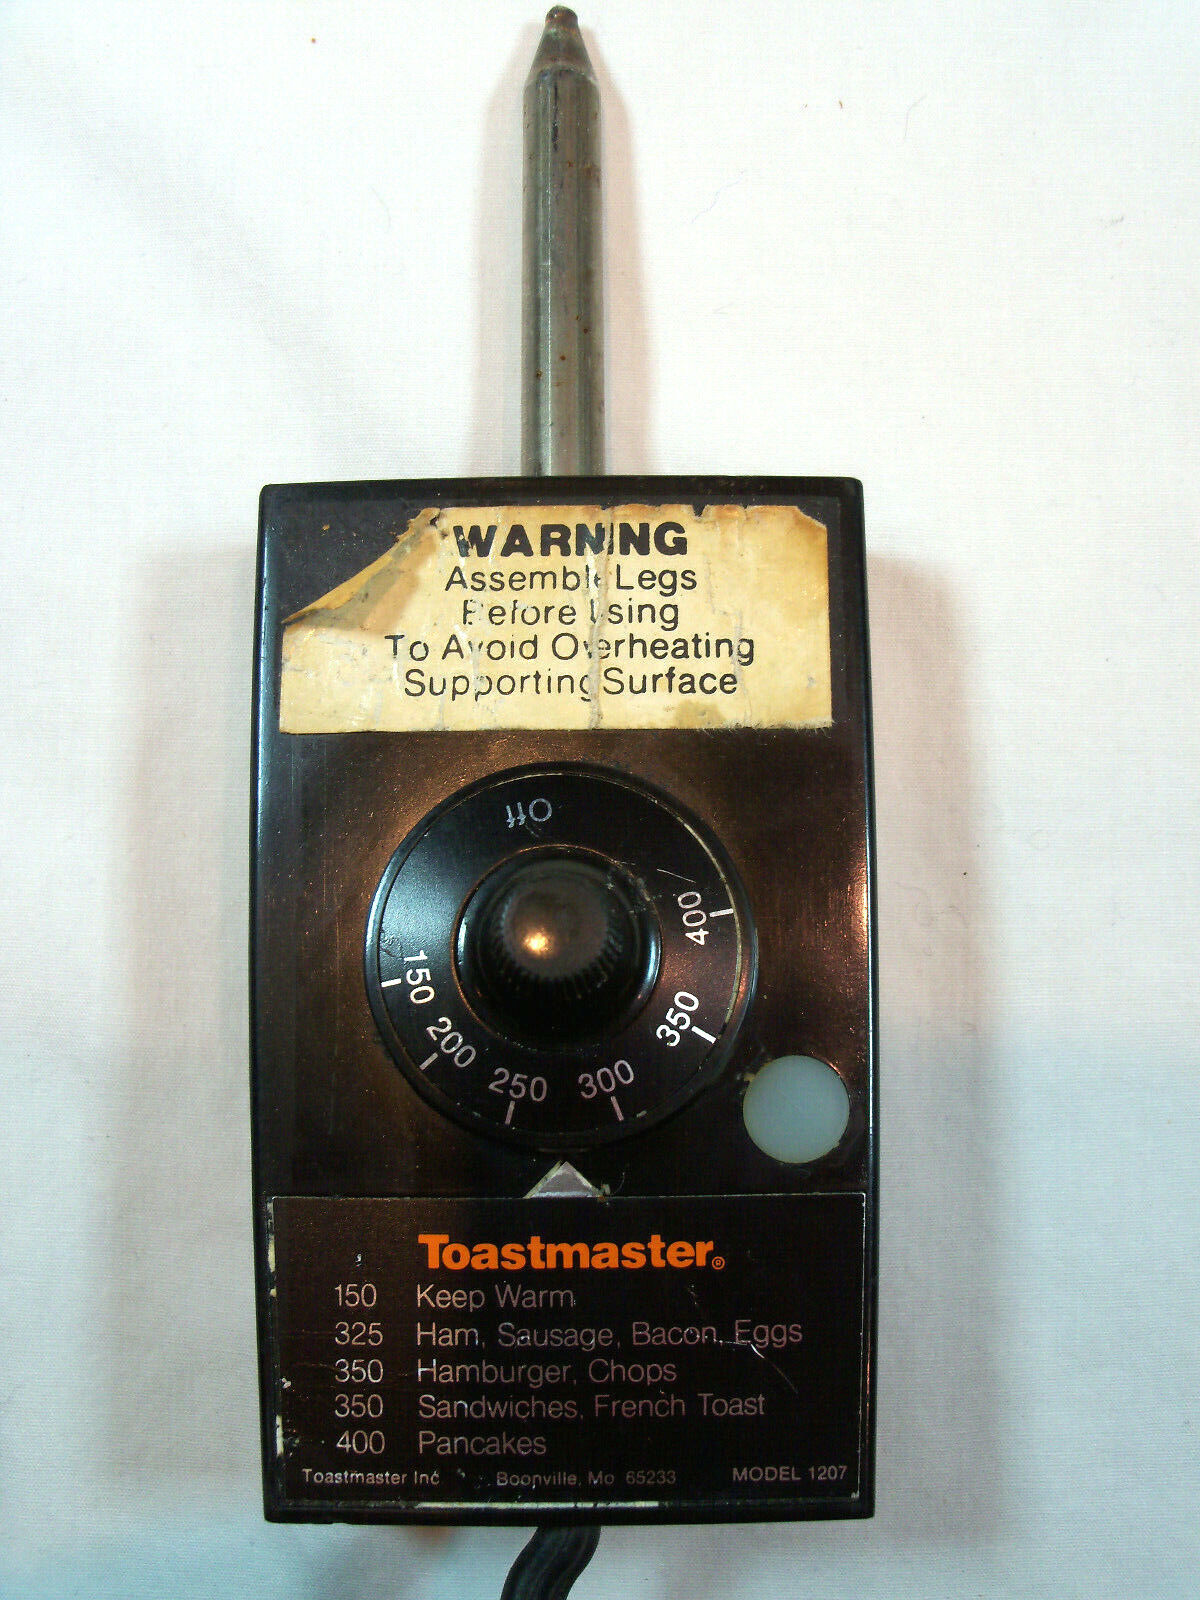 WARNING
Assemble Legs
Before Using
To Avoid Overheating
Supporting Surface
Off
150
200
250
300
350
400
Toastmaster®
150 Keep Warm
325 Ham, Sausage, Bacon, Eggs
350 Hamburger, Chops
350 Sandwiches, French Toast
400 Pancakes
Toastmaster Inc. Boonville, Mo 65233 MODEL 1207